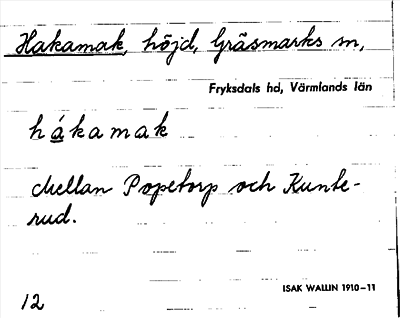 Hakamak, höjd, Gräsmarks sn,
Fryksdals hd, Värmlands län
hákamak
Mellan Popetorp och Kunte-
rud.
ISAK WALLIN 1910–11
12